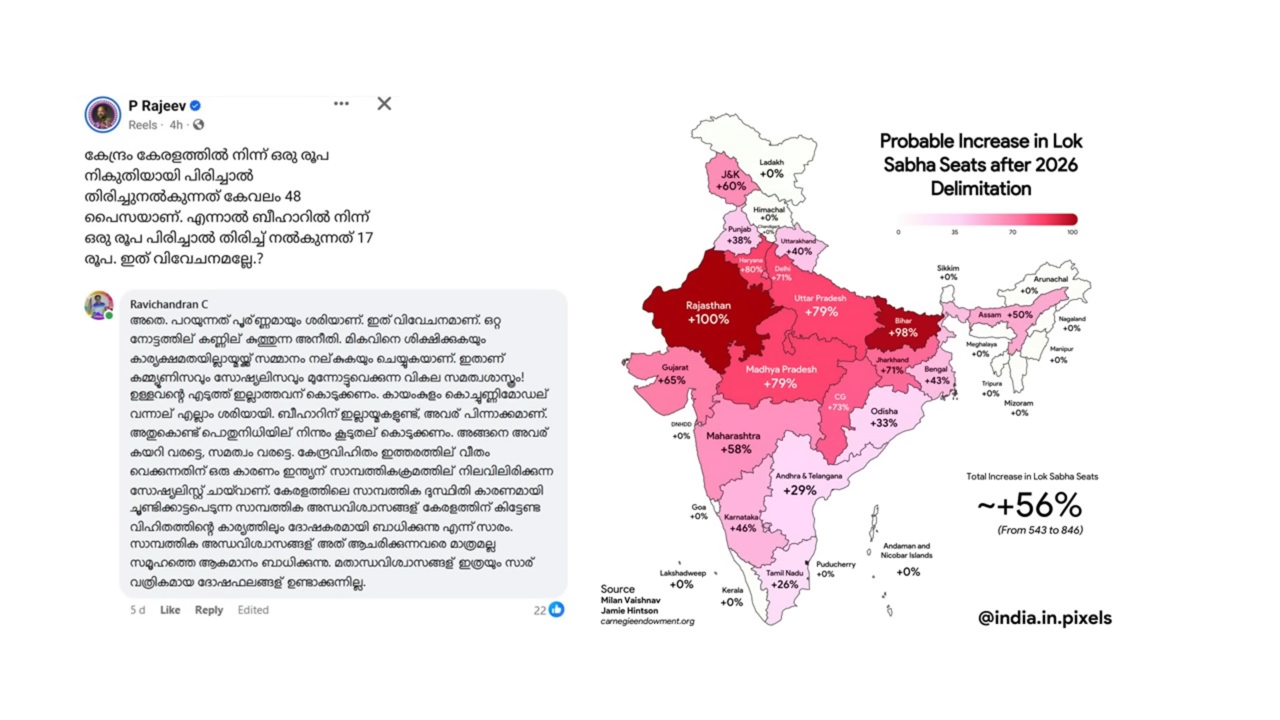 P Rajeev
Reels · 4h ·
കേന്ദ്രം കേരളത്തിൽ നിന്ന് ഒരു രൂപ
നികുതിയായി പിരിച്ചാൽ
തിരിച്ചുനൽകുന്നത് കേവലം 48
പൈസയാണ്. എന്നാൽ ബീഹാറിൽ നിന്ന്
ഒരു രൂപ പിരിച്ചാൽ തിരിച്ച് നൽകുന്നത് 17
രൂപ. ഇത് വിവേചനമല്ലേ.?
Ravichandran C
അതെ. പറയുന്നത് പൂര്‌ണ്ണമായും ശരിയാണ്. ഇത് വിവേചനമാണ്. ഒറ്റ
നോട്ടത്തില്‌ കണ്ണില്‌ കുത്തുന്ന അനീതി. മികവിനെ ശിക്ഷിക്കുകയും
കാര്യക്ഷമതയില്ലായ്മയ്ക്ക് സമ്മാനം നല്‌കുകയും ചെയ്യുകയാണ്. ഇതാണ്
കമ്മ്യൂണിസവും സോഷ്യലിസവും മുന്നോട്ടുവെക്കുന്ന വികല സമത്വശാസ്ത്രം!
ഉള്ളവന്റെ എടുത്ത് ഇല്ലാത്തവന് കൊടുക്കണം. കായംകുളം കൊച്ചുണ്ണിമോഡല്‌
വന്നാല്‌ എല്ലാം ശരിയായി. ബീഹാറിന് ഇല്ലായ്മകളുണ്ട്, അവര്‌ പിന്നാക്കമാണ്.
അതുകൊണ്ട് പൊതുനിധിയില്‌ നിന്നും കൂടുതല്‌ കൊടുക്കണം. അങ്ങനെ അവര്‌
കയറി വരട്ടെ, സമത്വം വരട്ടെ. കേന്ദ്രവിഹിതം ഇത്തരത്തില്‌ വീതം
വെക്കുന്നതിന് ഒരു കാരണം ഇന്ത്യന്‌ സാമ്പത്തികക്രമത്തില്‌ നിലവിലിരിക്കുന്ന
സോഷ്യലിസ്റ്റ് ചായ്‌വാണ്. കേരളത്തിലെ സാമ്പത്തിക ദുസ്ഥിതി കാരണമായി
ചൂണ്ടിക്കാട്ടപെടുന്ന സാമ്പത്തിക അന്ധവിശ്വാസങ്ങള്‌ കേരളത്തിന് കിട്ടേണ്ട
വിഹിതത്തിന്റെ കാര്യത്തിലും ദോഷകരമായി ബാധിക്കുന്നു എന്ന് സാരം.
സാമ്പത്തിക അന്ധവിശ്വാസങ്ങള്‌ അത് ആചരിക്കുന്നവരെ മാത്രമല്ല
സമൂഹത്തെ ആകമാനം ബാധിക്കുന്നു. മതാന്ധവിശ്വാസങ്ങള്‌ ഇത്രയും സാര്‌
വത്രികമായ ദോഷഫലങ്ങള്‌ ഉണ്ടാക്കുന്നില്ല.
5 d Like Reply Edited 22
Probable Increase in Lok
Sabha Seats after 2026
Delimitation
0 35 70 100
Ladakh
+0%
J&K
+60%
Himachal
+0%
Chandigarh
+0%
Punjab
+38%
Uttarakhand
+40%
Haryana
+80%
Delhi
+71%
Rajasthan
+100%
Uttar Pradesh
+79%
Bihar
+98%
Sikkim
+0%
Arunachal
+0%
Assam +50%
Nagaland
+0%
Meghalaya
+0%
Manipur
+0%
Tripura
+0%
Mizoram
+0%
Gujarat
+65%
Madhya Pradesh
+79%
Jharkhand
+71%
Bengal
+43%
CG
+73%
Odisha
+33%
DNHDD
+0%
Maharashtra
+58%
Andhra & Telangana
+29%
Goa
+0%
Karnataka
+46%
Total Increase in Lok Sabha Seats
~+56%
(From 543 to 846)
Andaman and
Nicobar Islands
+0%
Lakshadweep
+0%
Kerala
+0%
Tamil Nadu
+26%
Puducherry
+0%
Source
Milan Vaishnav
Jamie Hintson
carnegieendowment.org
@india.in.pixels